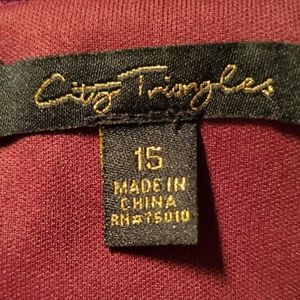 City Triangles
15
MADE IN
CHINA
RN#75010